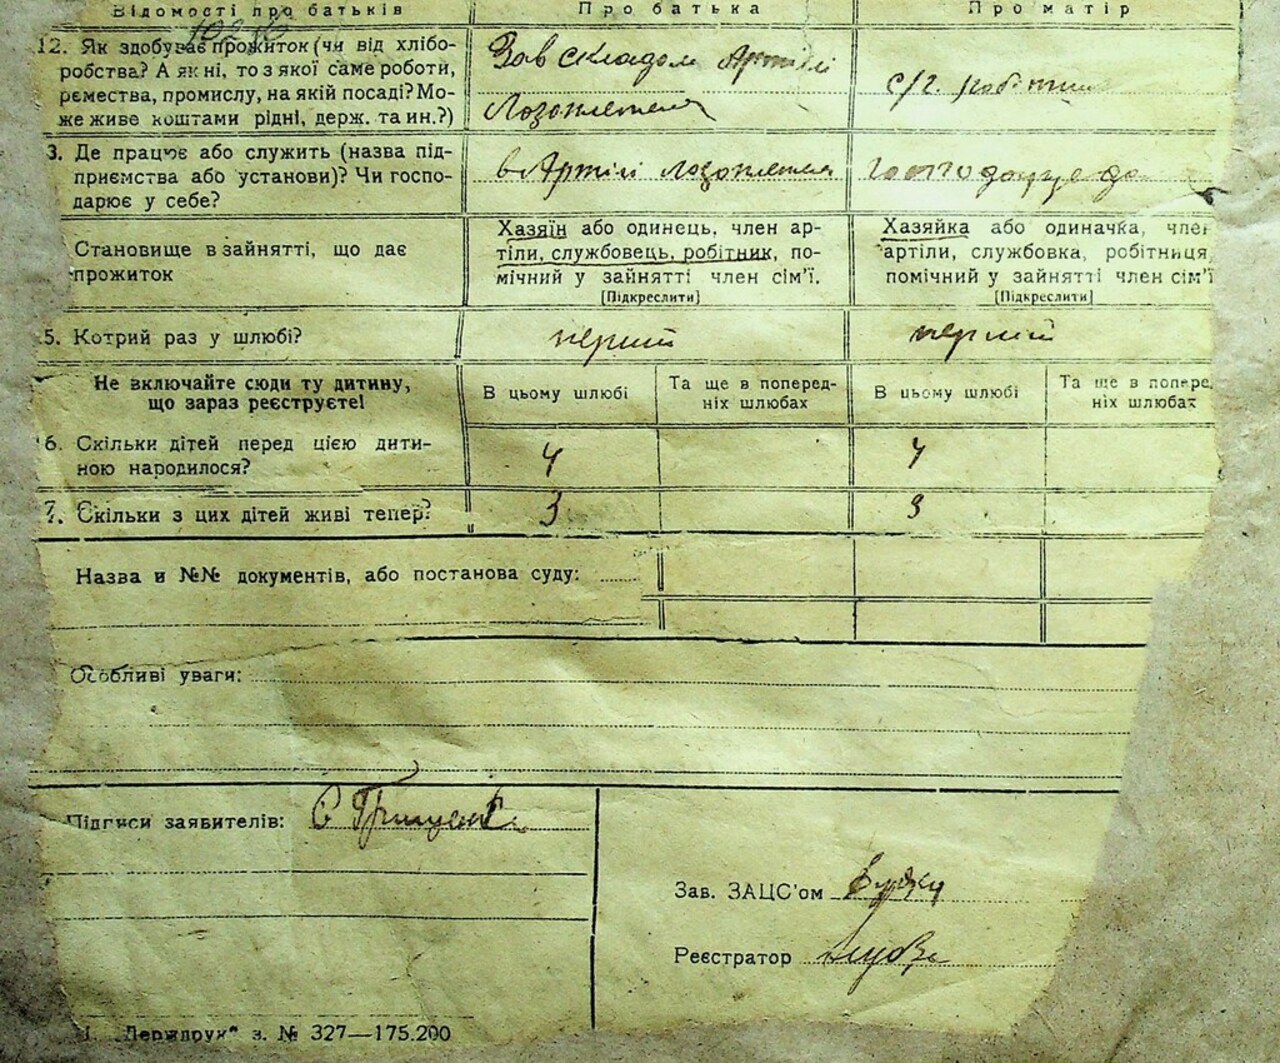 Відомості про батьків
Про батька
Про матір
12. Як здобуває прожиток (чи від хлібо-
робства? А як ні, то з якої саме роботи,
ремества, промислу, на якій посаді? Мо-
же живе коштами рідні, держ. та ин.?)
Зав складом Артілі
с/г.
3. Де працює або служить (назва під-
приємства або установи)? Чи госпо-
дарює у себе?
в Артілі
Становище в зайнятті, що дає
прожиток
Хазяїн або одинець, член ар-
тіли, службовець, робітник, по-
мічний у зайнятті член сім'ї.
[Підкреслити]
Хазяйка або одиначка, член
артіли, службовка, робітниця,
помічний у зайнятті член сім'ї
[Підкреслити]
5. Котрий раз у шлюбі?
перший
перший
Не включайте сюди ту дитину,
що зараз реєструєте!
В цьому шлюбі
Та ще в поперед-
ніх шлюбах
В цьому шлюбі
Та ще в попере
ніх шлюбах
6. Скільки дітей перед цією дити-
ною народилося?
4
4
7. Скільки з цих дітей живі тепер?
3
3
Назва и №№ документів, або постанова суду:
Особливі уваги:
Підписи заявителів:
Зав. ЗАЦС'ом
Реєстратор
„Держдрук" з. № 327—175.200